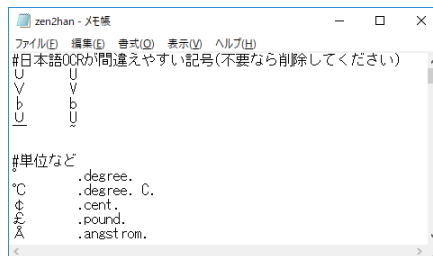 zen2han - メモ帳
ファイル(F) 編集(E) 書式(O) 表示(V) ヘルプ(H)
#日本語OCRが間違えやすい記号(不要なら削除してください)
∪ U
∨ V
♭ b
#単位など
° .degree.
℃ .degree. C.
¢ .cent.
£ .pound.
Å .angstrom.